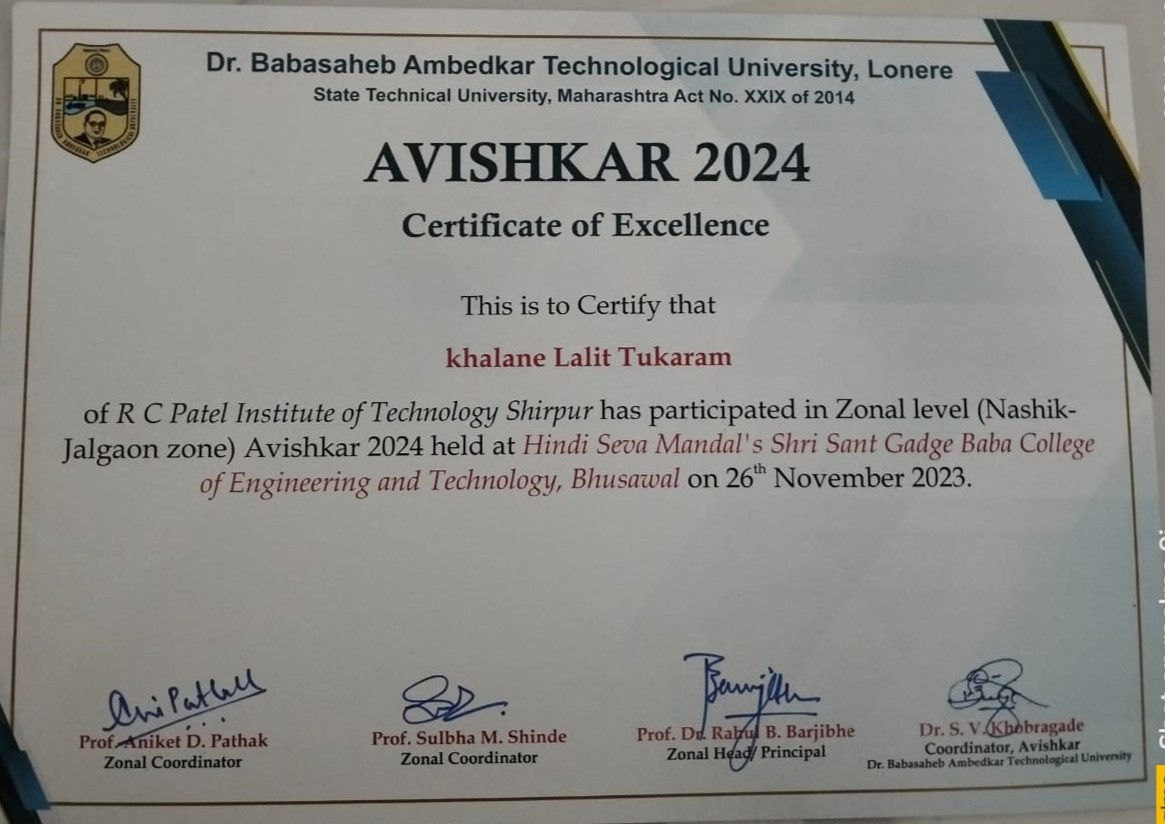 Dr. Babasaheb Ambedkar Technological University, Lonere
State Technical University, Maharashtra Act No. XXIX of 2014
AVISHKAR 2024
Certificate of Excellence
This is to Certify that
khalane Lalit Tukaram
of R C Patel Institute of Technology Shirpur has participated in Zonal level (Nashik-
Jalgaon zone) Avishkar 2024 held at Hindi Seva Mandal's Shri Sant Gadge Baba College
of Engineering and Technology, Bhusawal on 26th November 2023.
Prof. Aniket D. Pathak
Zonal Coordinator
Prof. Sulbha M. Shinde
Zonal Coordinator
Prof. Dr. Rahul B. Barjibhe
Zonal Head/ Principal
Dr. S. V. Khobragade
Coordinator, Avishkar
Dr. Babasaheb Ambedkar Technological University